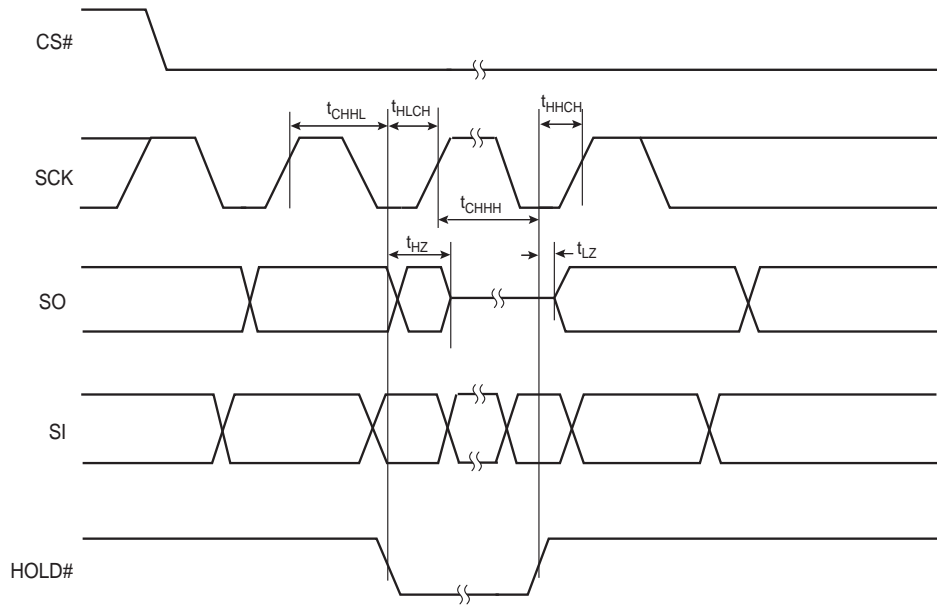 CS#
tCHHL
tHLCH
tHHCH
SCK
tCHHH
tHZ
tLZ
SO
SI
HOLD#